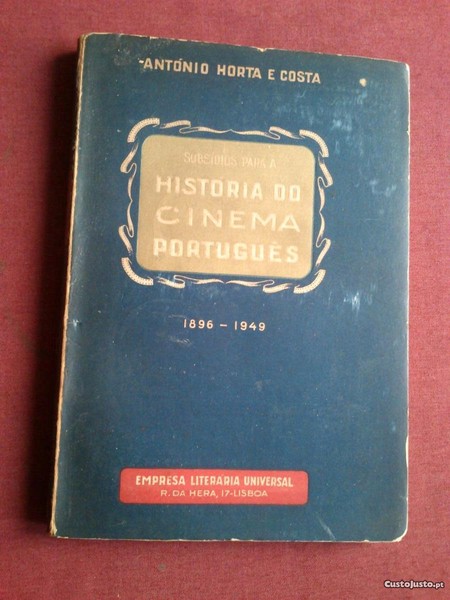 ANTÓNIO HORTA E COSTA
SUBSÍDIOS PARA A
HISTÓRIA DO
CINEMA
PORTUGUÊS
1896 – 1949
EMPRÊSA LITERÁRIA UNIVERSAL
R. DA HERA, 17-LISBOA
CustoJusto.pt